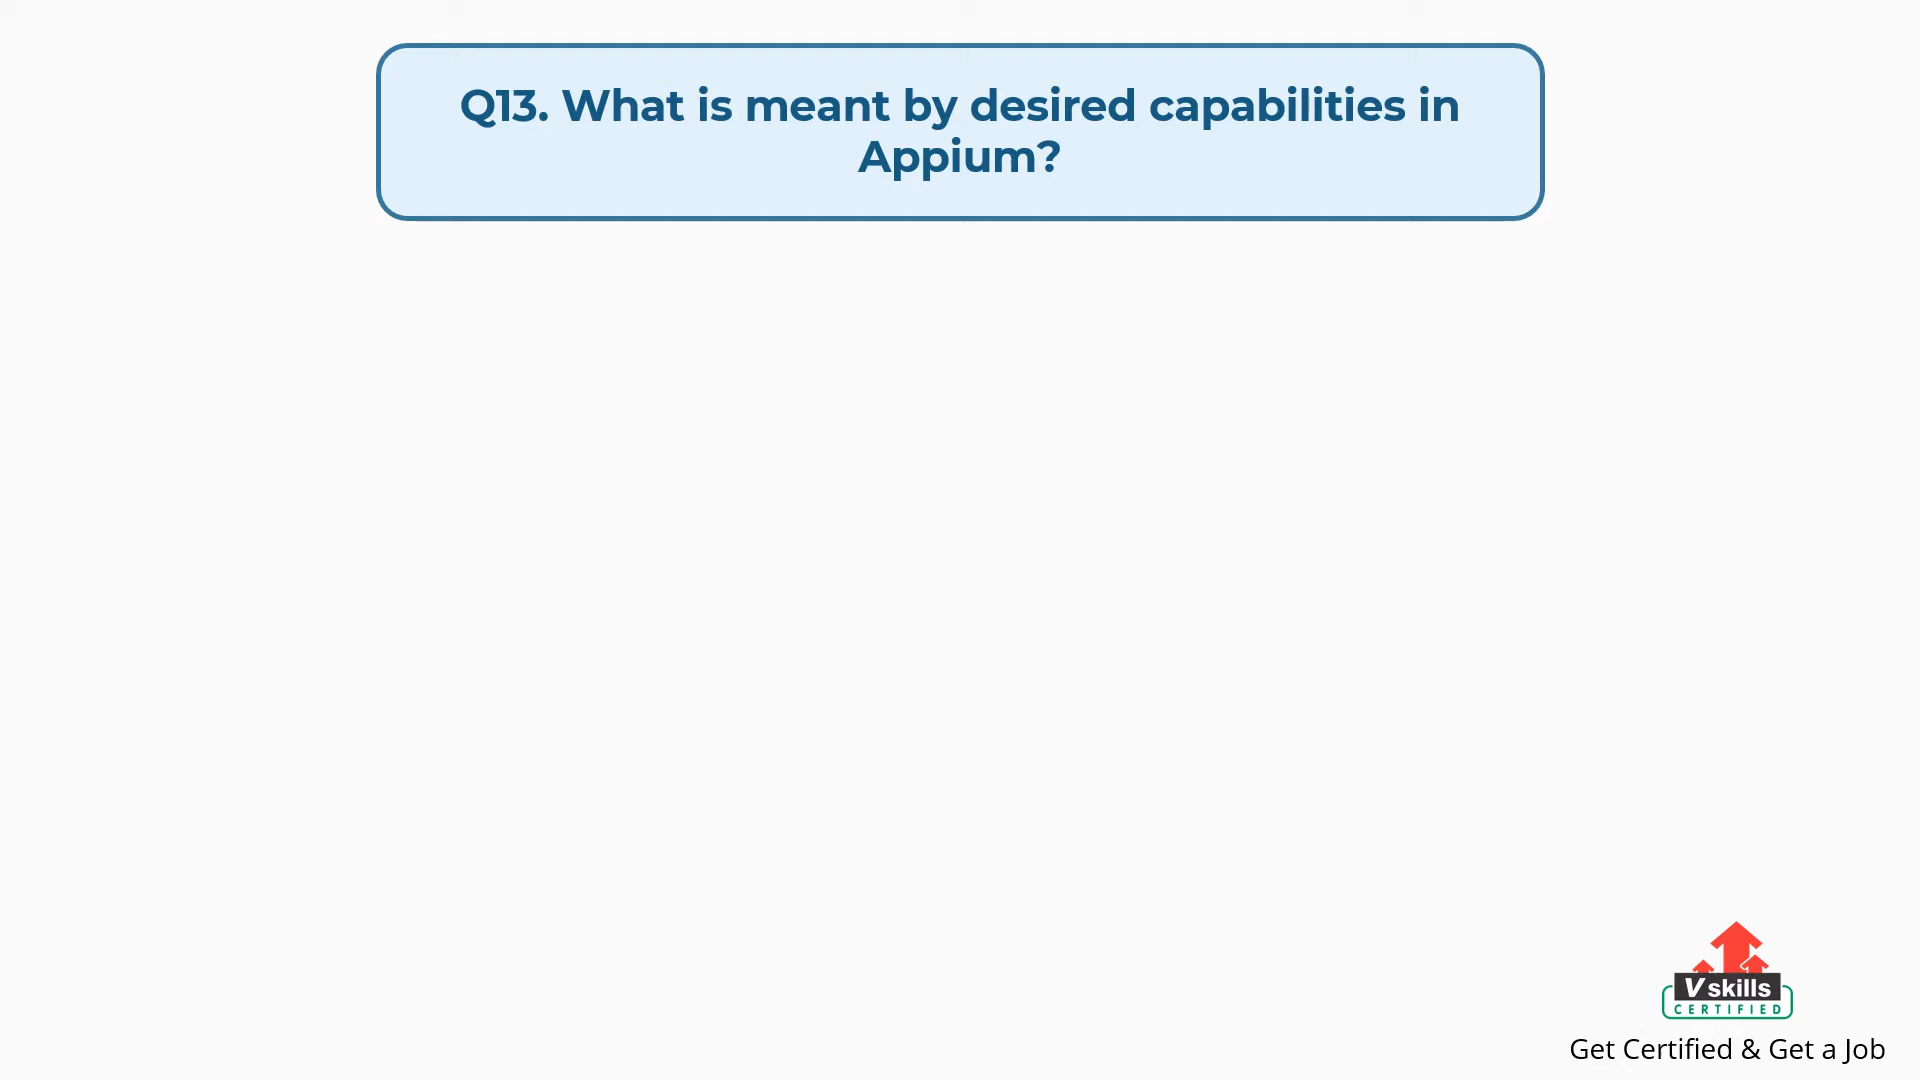 Q13. What is meant by desired capabilities in
Appium?
Vskills
CERTIFIED
Get Certified & Get a Job